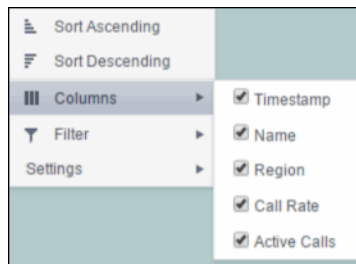 Sort Ascending
Sort Descending
Columns
Filter
Settings
Timestamp
Name
Region
Call Rate
Active Calls